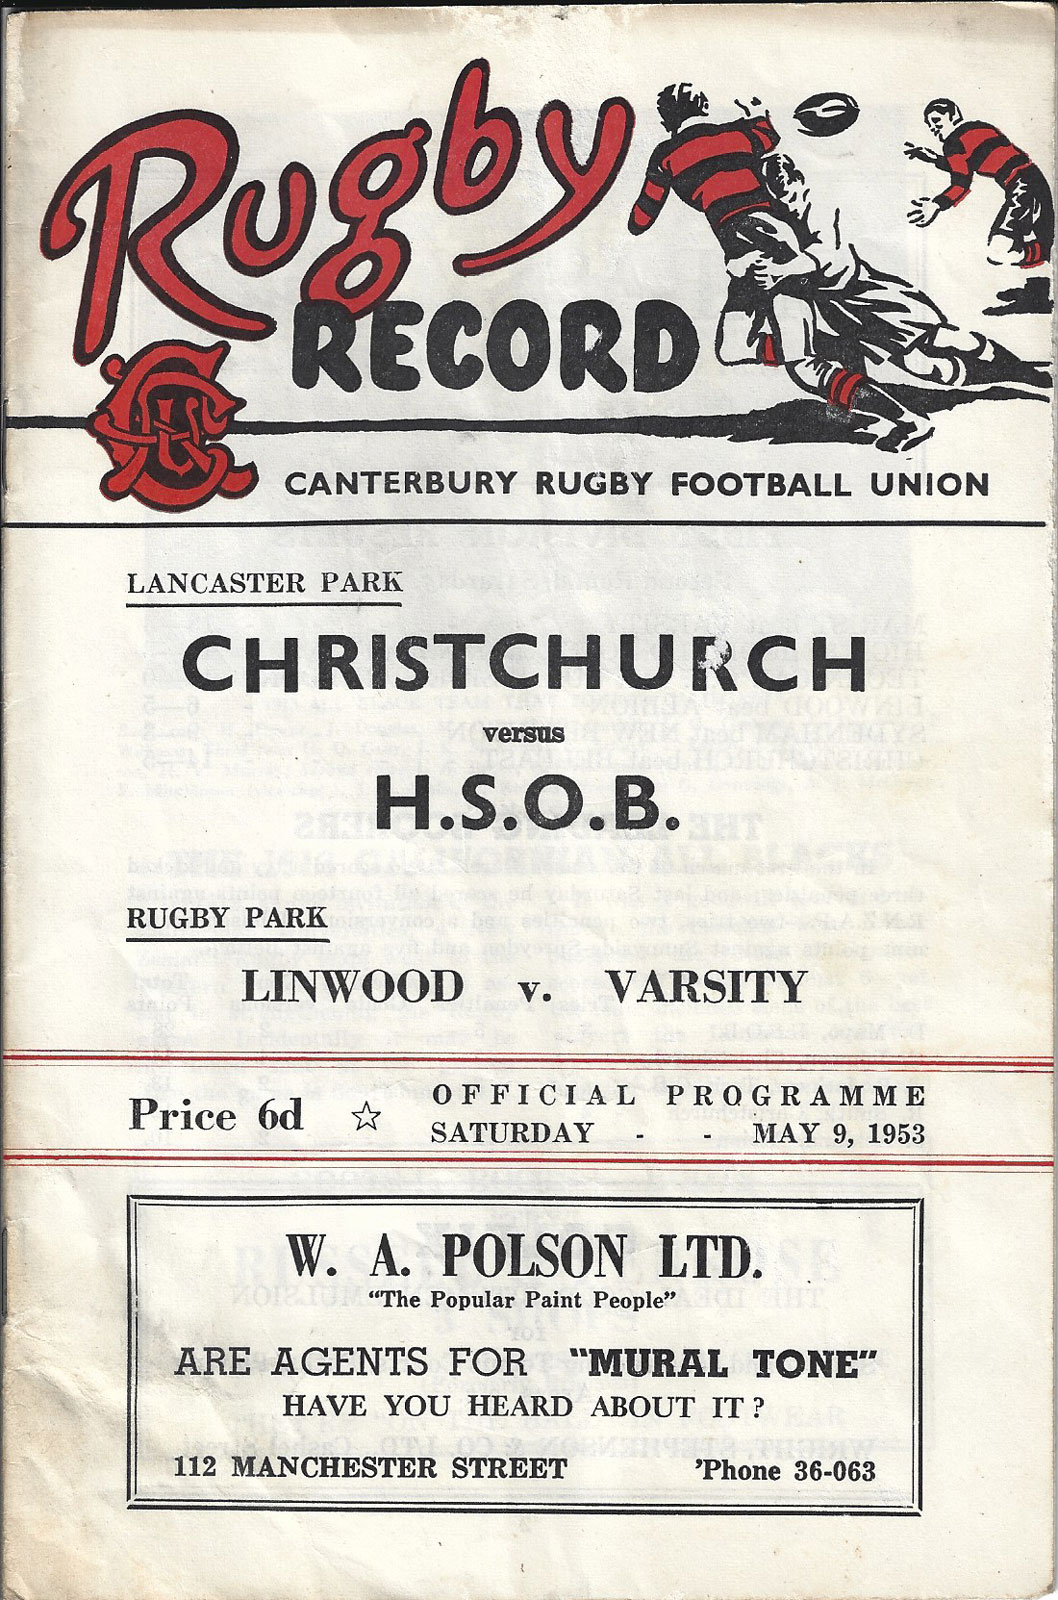 Rugby
RECORD
CRFU
CANTERBURY RUGBY FOOTBALL UNION
LANCASTER PARK
CHRISTCHURCH
versus
H.S.O.B.
RUGBY PARK
LINWOOD v. VARSITY
Price 6d ☆ OFFICIAL PROGRAMME
SATURDAY - - MAY 9, 1953
W. A. POLSON LTD.
"The Popular Paint People"
ARE AGENTS FOR "MURAL TONE"
HAVE YOU HEARD ABOUT IT?
112 MANCHESTER STREET 'Phone 36-063